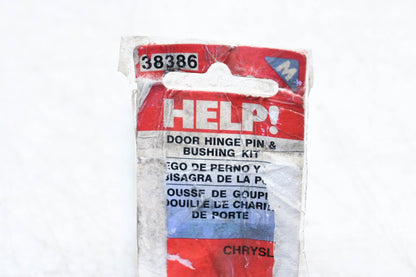 38386
M
HELP!
DOOR HINGE PIN &
BUSHING KIT
EGO DE PERNO Y
BISAGRA DE LA PU
OUSSE DE GOUPI
DOUILLE DE CHARN
DE PORTE
CHRYSL